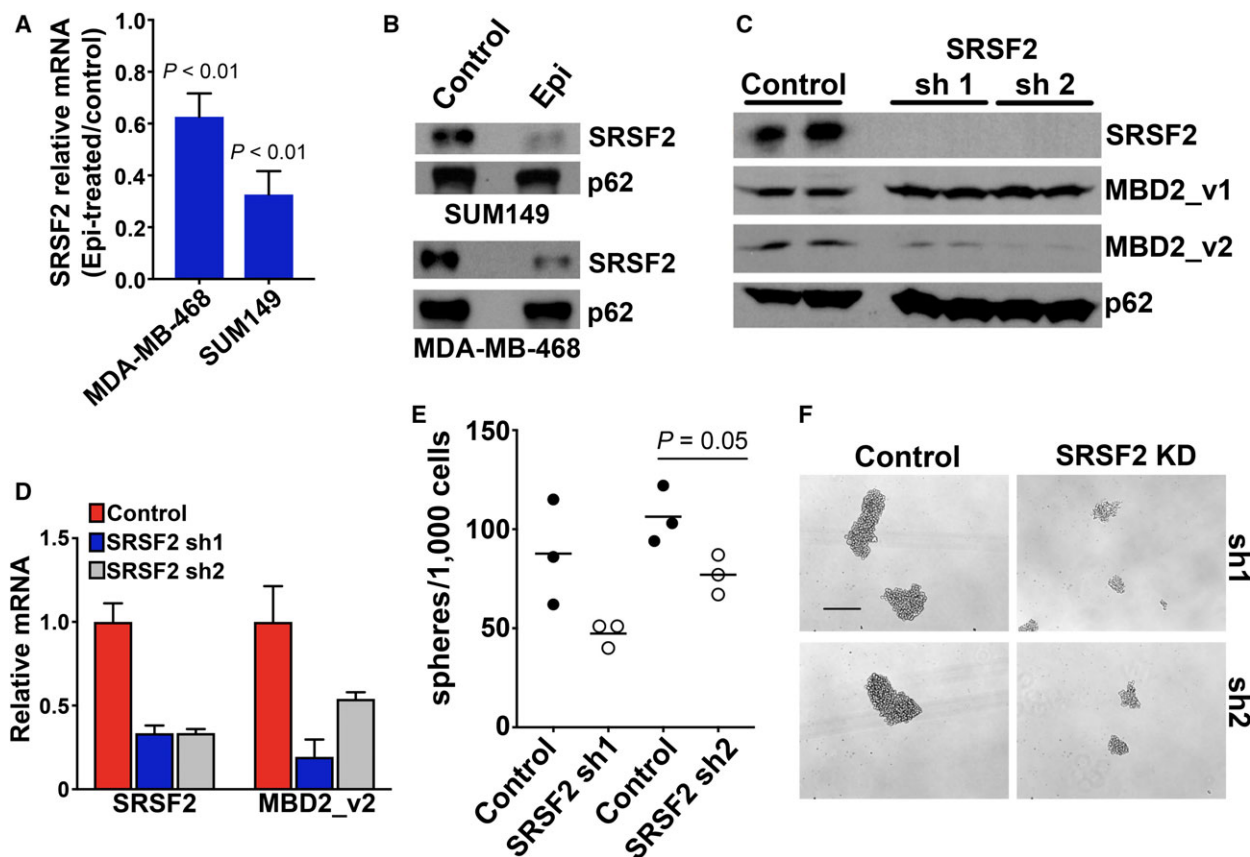 A
SRSF2 relative mRNA
(Epi-treated/control)
1.0
0.8
0.6
0.4
0.2
0.0
P < 0.01
P < 0.01
MDA-MB-468
SUM149
B
Control
Epi
SRSF2
p62
SUM149
SRSF2
p62
MDA-MB-468
C
SRSF2
Control
sh 1
sh 2
SRSF2
MBD2_v1
MBD2_v2
p62
D
Control
SRSF2 sh1
SRSF2 sh2
Relative mRNA
1.5
1.0
0.5
0
SRSF2
MBD2_v2
E
spheres/1,000 cells
150
100
50
0
P = 0.05
Control
SRSF2 sh1
Control
SRSF2 sh2
F
Control
SRSF2 KD
sh1
sh2